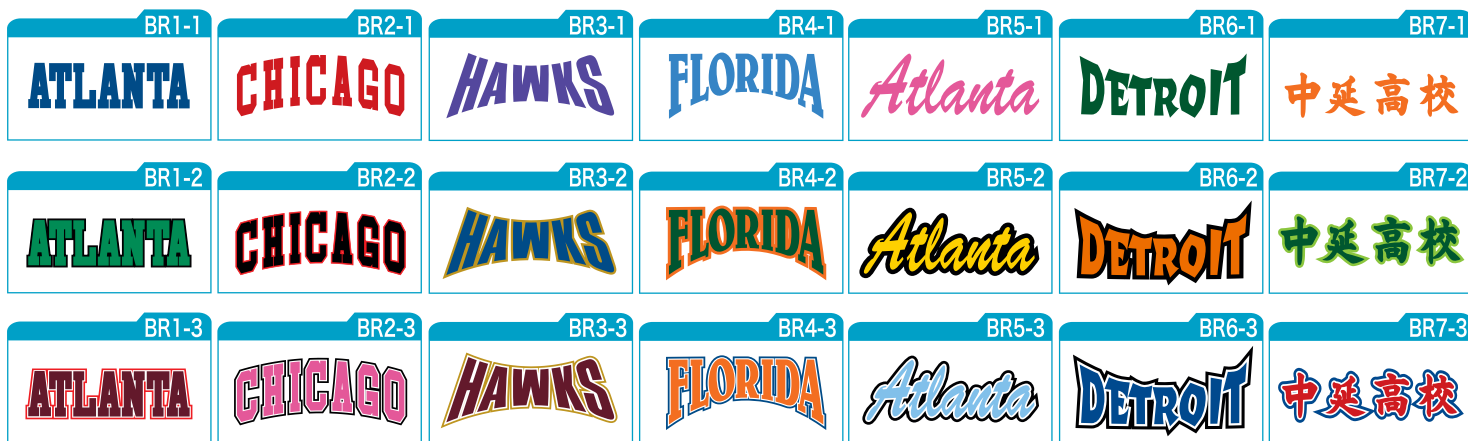 BR1-1
BR2-1
BR3-1
BR4-1
BR5-1
BR6-1
BR7-1
ATLANTA
CHICAGO
HAWKS
FLORIDA
Atlanta
DETROIT
中延高校
BR1-2
BR2-2
BR3-2
BR4-2
BR5-2
BR6-2
BR7-2
ATLANTA
CHICAGO
HAWKS
FLORIDA
Atlanta
DETROIT
中延高校
BR1-3
BR2-3
BR3-3
BR4-3
BR5-3
BR6-3
BR7-3
ATLANTA
CHICAGO
HAWKS
FLORIDA
Atlanta
DETROIT
中延高校